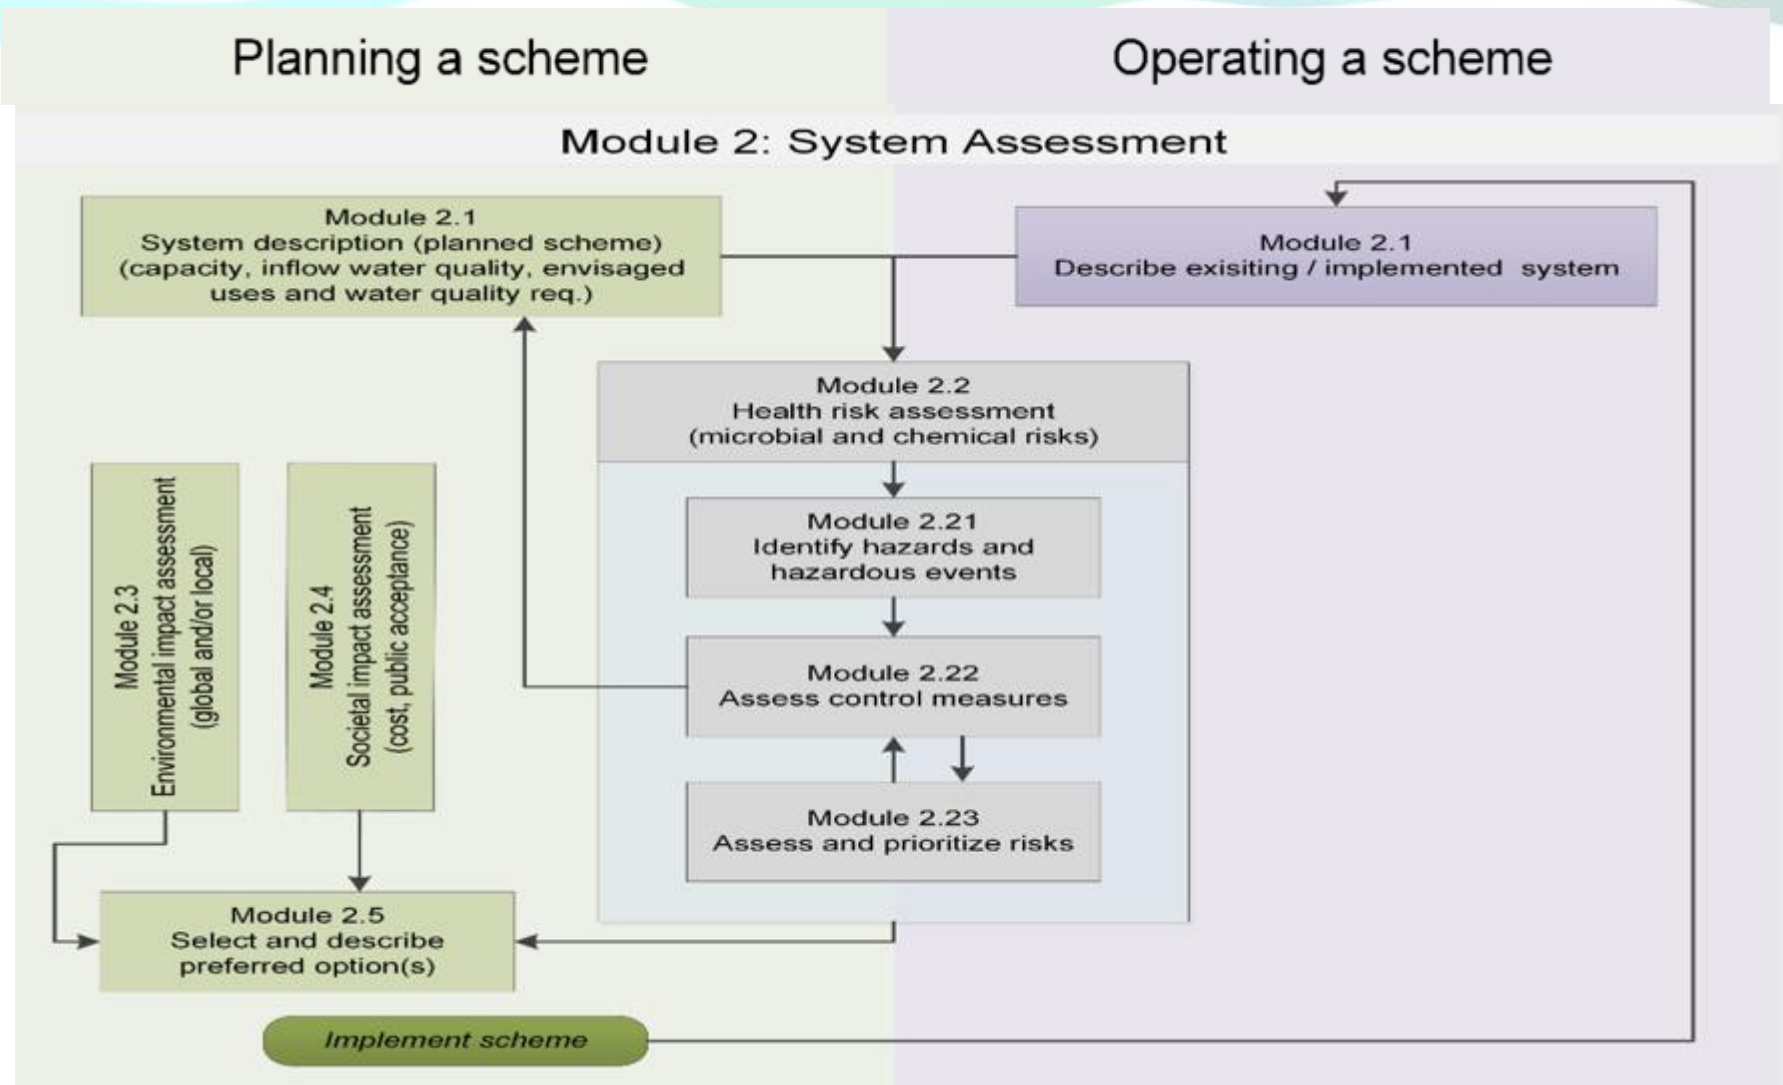 Planning a scheme
Operating a scheme
Module 2: System Assessment
Module 2.1
System description (planned scheme)
(capacity, inflow water quality, envisaged
uses and water quality req.)
Module 2.1
Describe exisiting / implemented system
Module 2.2
Health risk assessment
(microbial and chemical risks)
Module 2.21
Identify hazards and
hazardous events
Module 2.22
Assess control measures
Module 2.23
Assess and prioritize risks
Module 2.3
Environmental impact assessment
(global and/or local)
Module 2.4
Societal impact assessment
(cost, public acceptance)
Module 2.5
Select and describe
preferred option(s)
Implement scheme